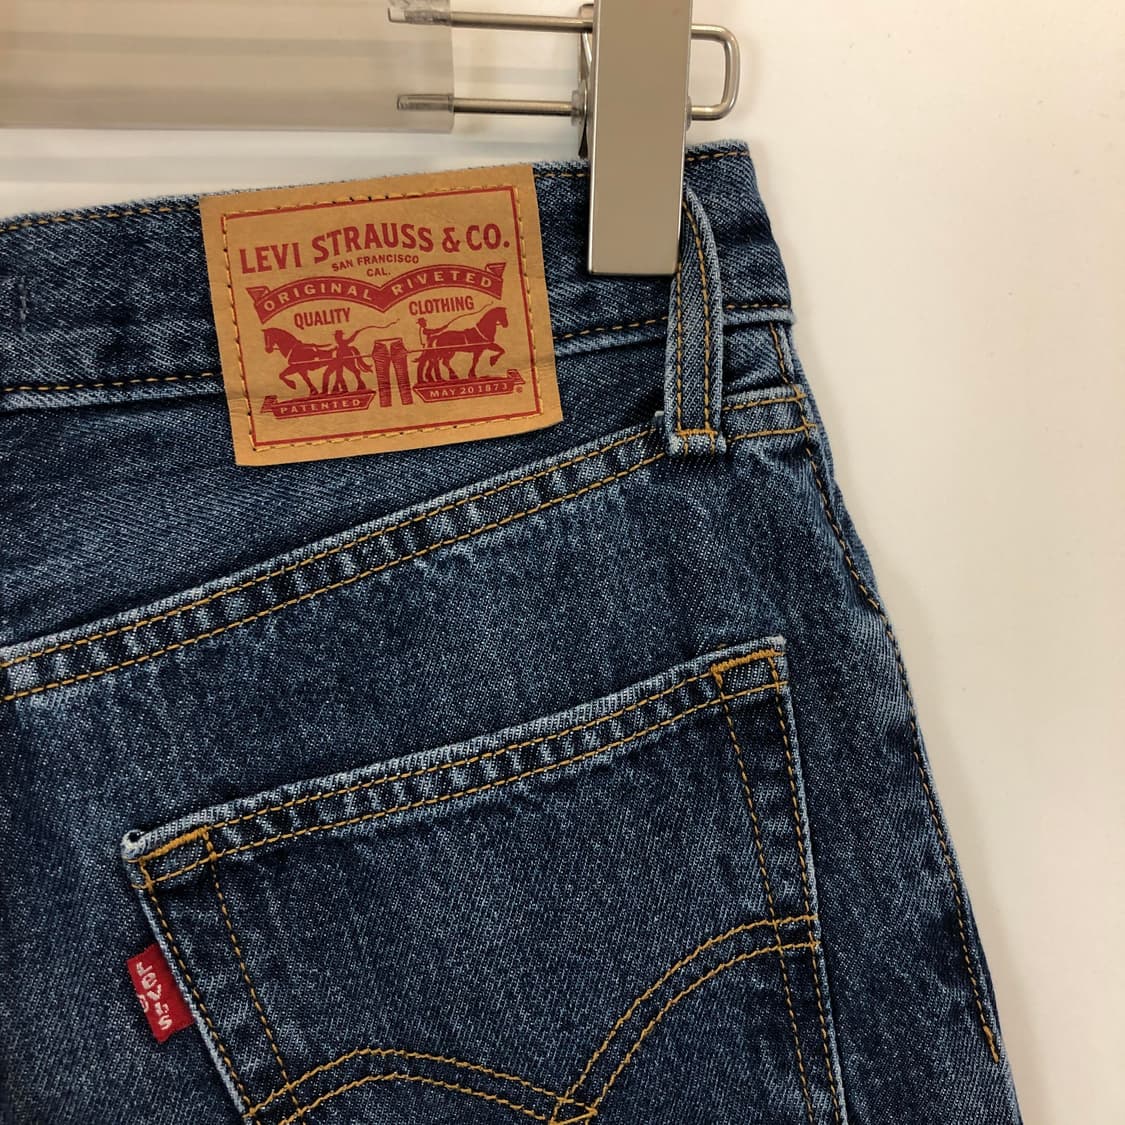 LEVI STRAUSS & CO.
SAN FRANCISCO
CAL.
ORIGINAL RIVETED
QUALITY CLOTHING
PATENTED MAY 20 1873
®
Levi's
®